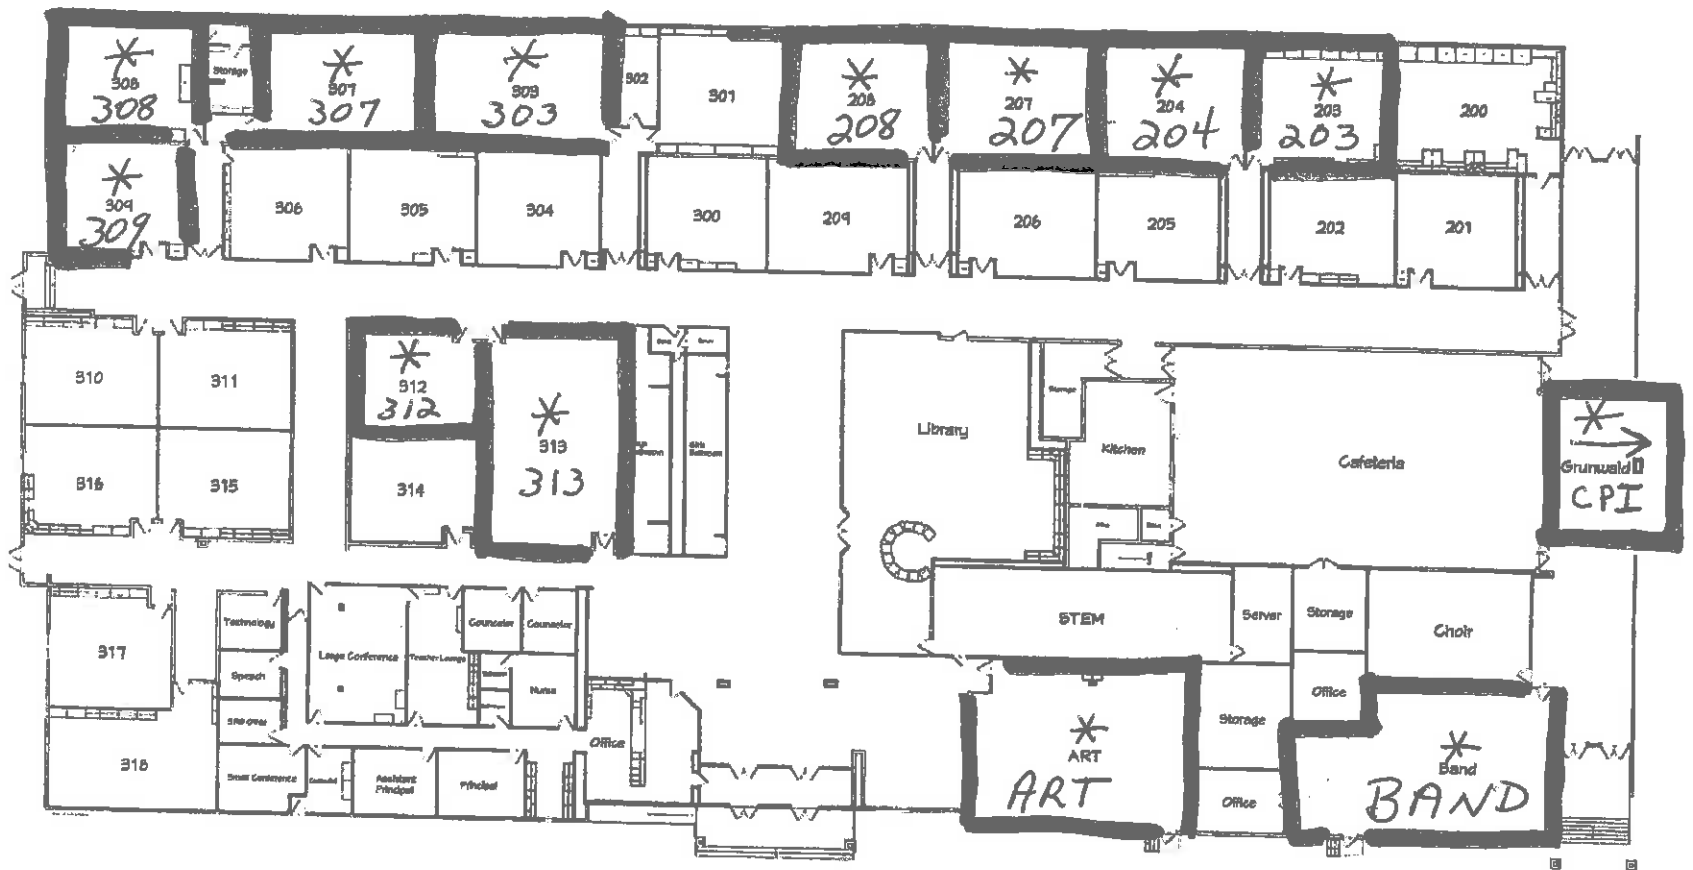 308
308
Storage
307
307
303
303
302
301
208
208
207
207
204
204
203
203
200
309
309
306
305
304
300
209
206
205
202
201
310
311
312
312
313
313
316
315
314
Girls
Library
Storage
Kitchen
Cafeteria
Grunwald
CPI
317
Technology
Speech
Large Conference
Teacher Lounge
Counselor
Counselor
Nurse
STEM
Server
Storage
Choir
Office
318
Small Conference
Assistant
Principal
Principal
Office
ART
ART
Storage
Office
Band
BAND